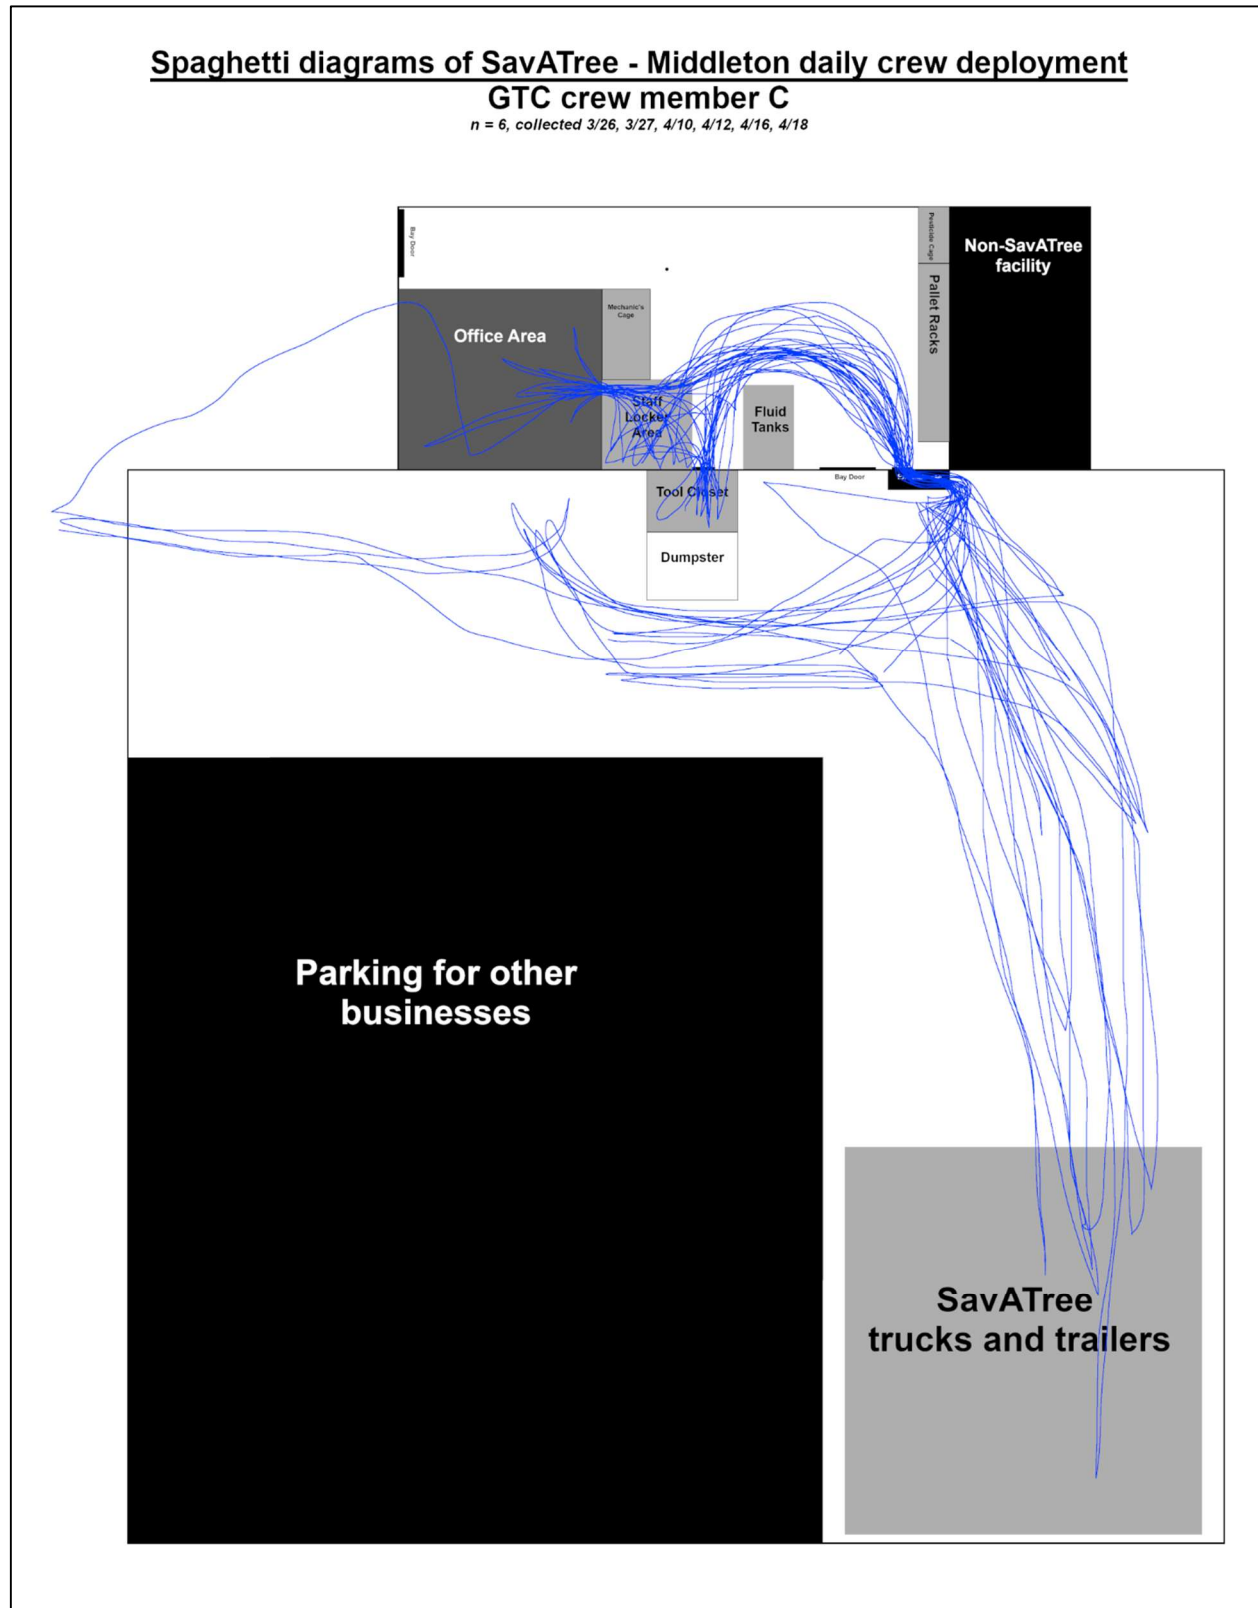 Spaghetti diagrams of SavATree - Middleton daily crew deployment
GTC crew member C
n = 6, collected 3/26, 3/27, 4/10, 4/12, 4/16, 4/18
Bay Door
Pesticide Cage
Non-SavATree
facility
Pallet Racks
Mechanic's
Cage
Office Area
Staff
Locker
Area
Fluid
Tanks
Bay Door
Tool Closet
Dumpster
Parking for other
businesses
SavATree
trucks and trailers